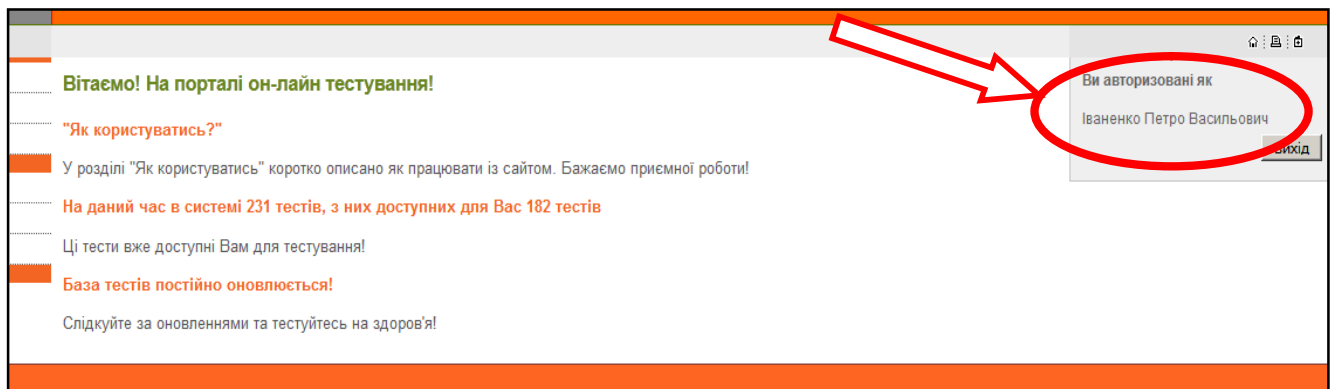 Вітаємо! На порталі он-лайн тестування!
"Як користуватись?"
У розділі "Як користуватись" коротко описано як працювати із сайтом. Бажаємо приємної роботи!
На даний час в системі 231 тестів, з них доступних для Вас 182 тестів
Ці тести вже доступні Вам для тестування!
База тестів постійно оновлюється!
Слідкуйте за оновленнями та тестуйтесь на здоров'я!
Ви авторизовані як
Іваненко Петро Васильович
Вихід